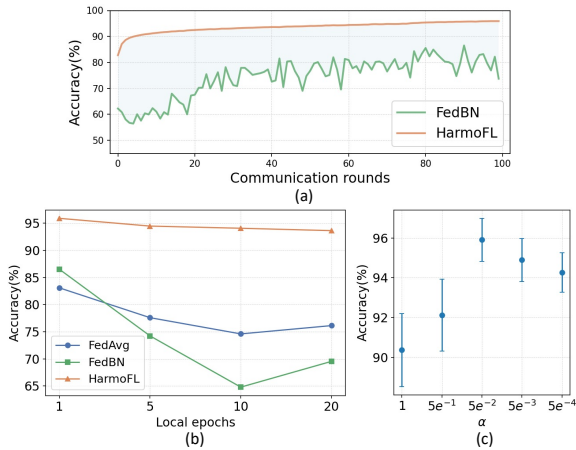 100
90
80
70
60
50
Accuracy(%)
FedBN
HarmoFL
0 20 40 60 80 100
Communication rounds
(a)
95
90
85
80
75
70
65
Accuracy(%)
FedAvg
FedBN
HarmoFL
1 5 10 20
Local epochs
(b)
96
94
92
90
Accuracy(%)
1 5e⁻¹ 5e⁻² 5e⁻³ 5e⁻⁴
α
(c)